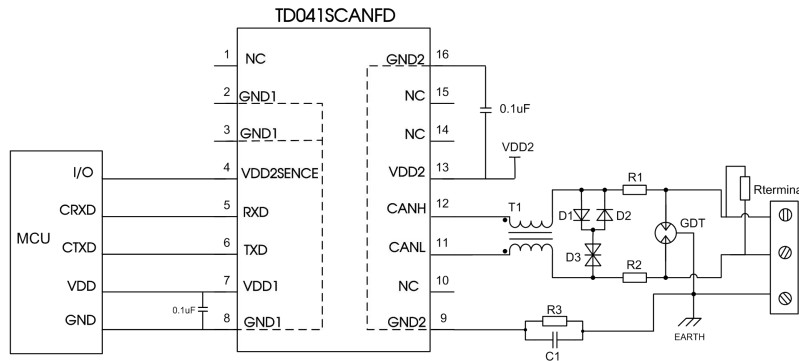 TD041SCANFD
1 NC GND2 16
2 GND1 NC 15
3 GND1 NC 14
0.1uF
VDD2
I/O 4 VDD2SENCE VDD2 13
CRXD 5 RXD CANH 12
MCU
CTXD 6 TXD CANL 11
VDD 7 VDD1 NC 10
0.1uF
GND 8 GND1 GND2 9
T1
D1 D2
D3
R1
R2
GDT
Rtermina
R3
C1
EARTH